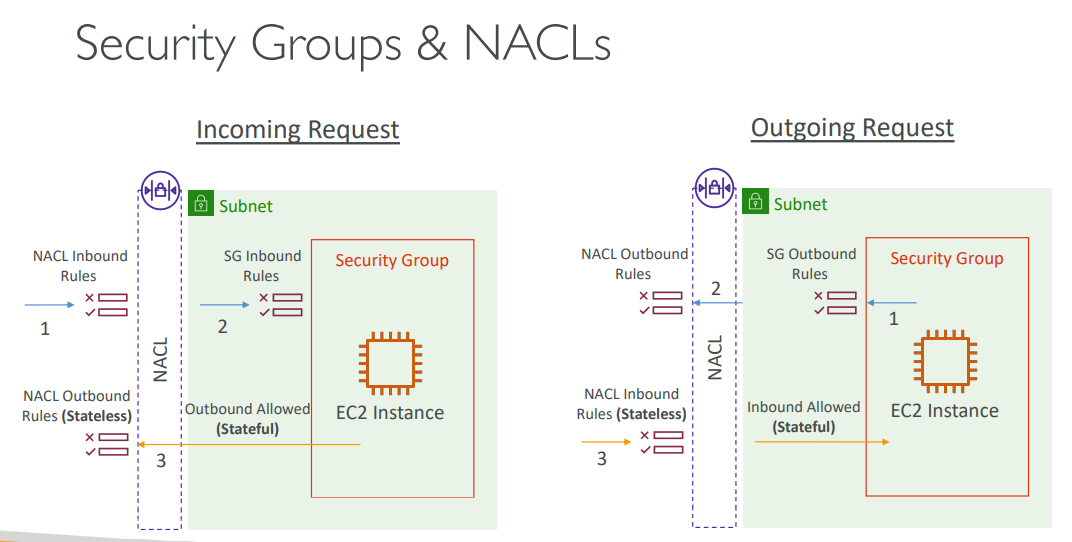 Security Groups & NACLs
Incoming Request
Subnet
NACL Inbound
Rules
1
SG Inbound
Rules
2
Security Group
NACL
EC2 Instance
NACL Outbound
Rules (Stateless)
Outbound Allowed
(Stateful)
3
Outgoing Request
Subnet
NACL Outbound
Rules
2
SG Outbound
Rules
1
Security Group
NACL
EC2 Instance
NACL Inbound
Rules (Stateless)
3
Inbound Allowed
(Stateful)